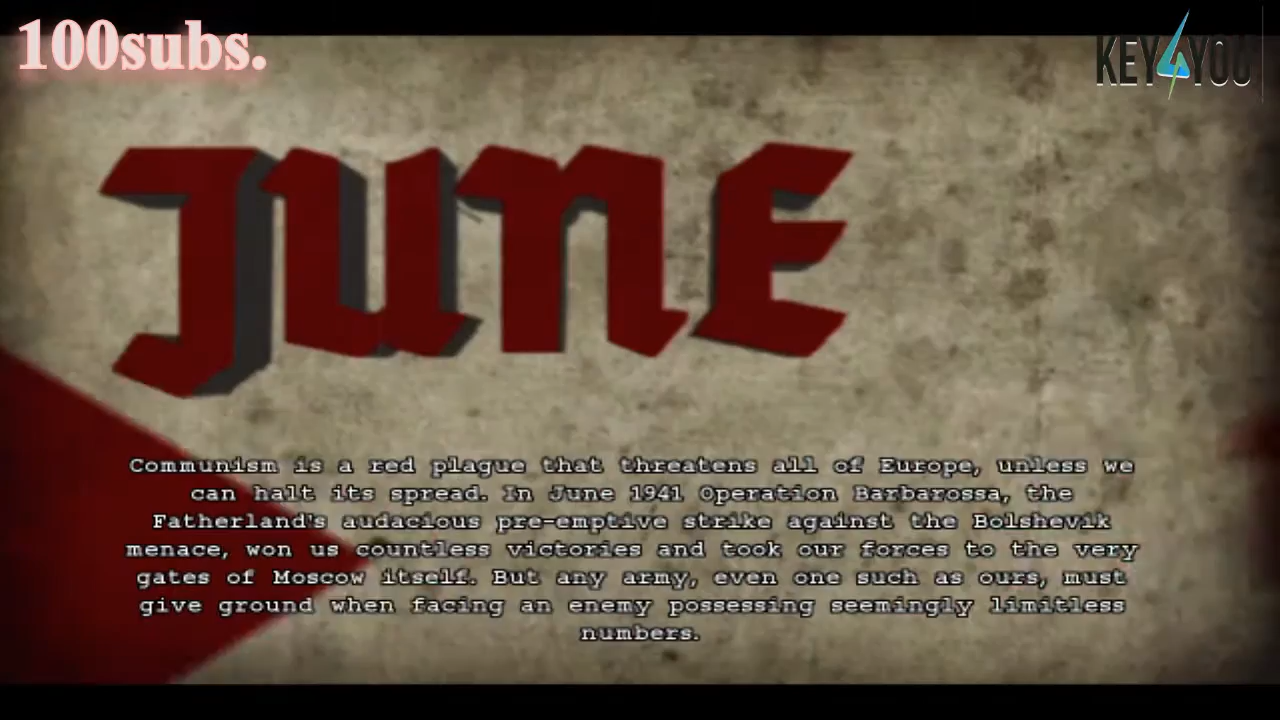 100subs.
KEY4YOU
JUNE
Communism is a red plague that threatens all of Europe, unless we
can halt its spread. In June 1941 Operation Barbarossa, the
Fatherland's audacious pre-emptive strike against the Bolshevik
menace, won us countless victories and took our forces to the very
gates of Moscow itself. But any army, even one such as ours, must
give ground when facing an enemy possessing seemingly limitless
numbers.